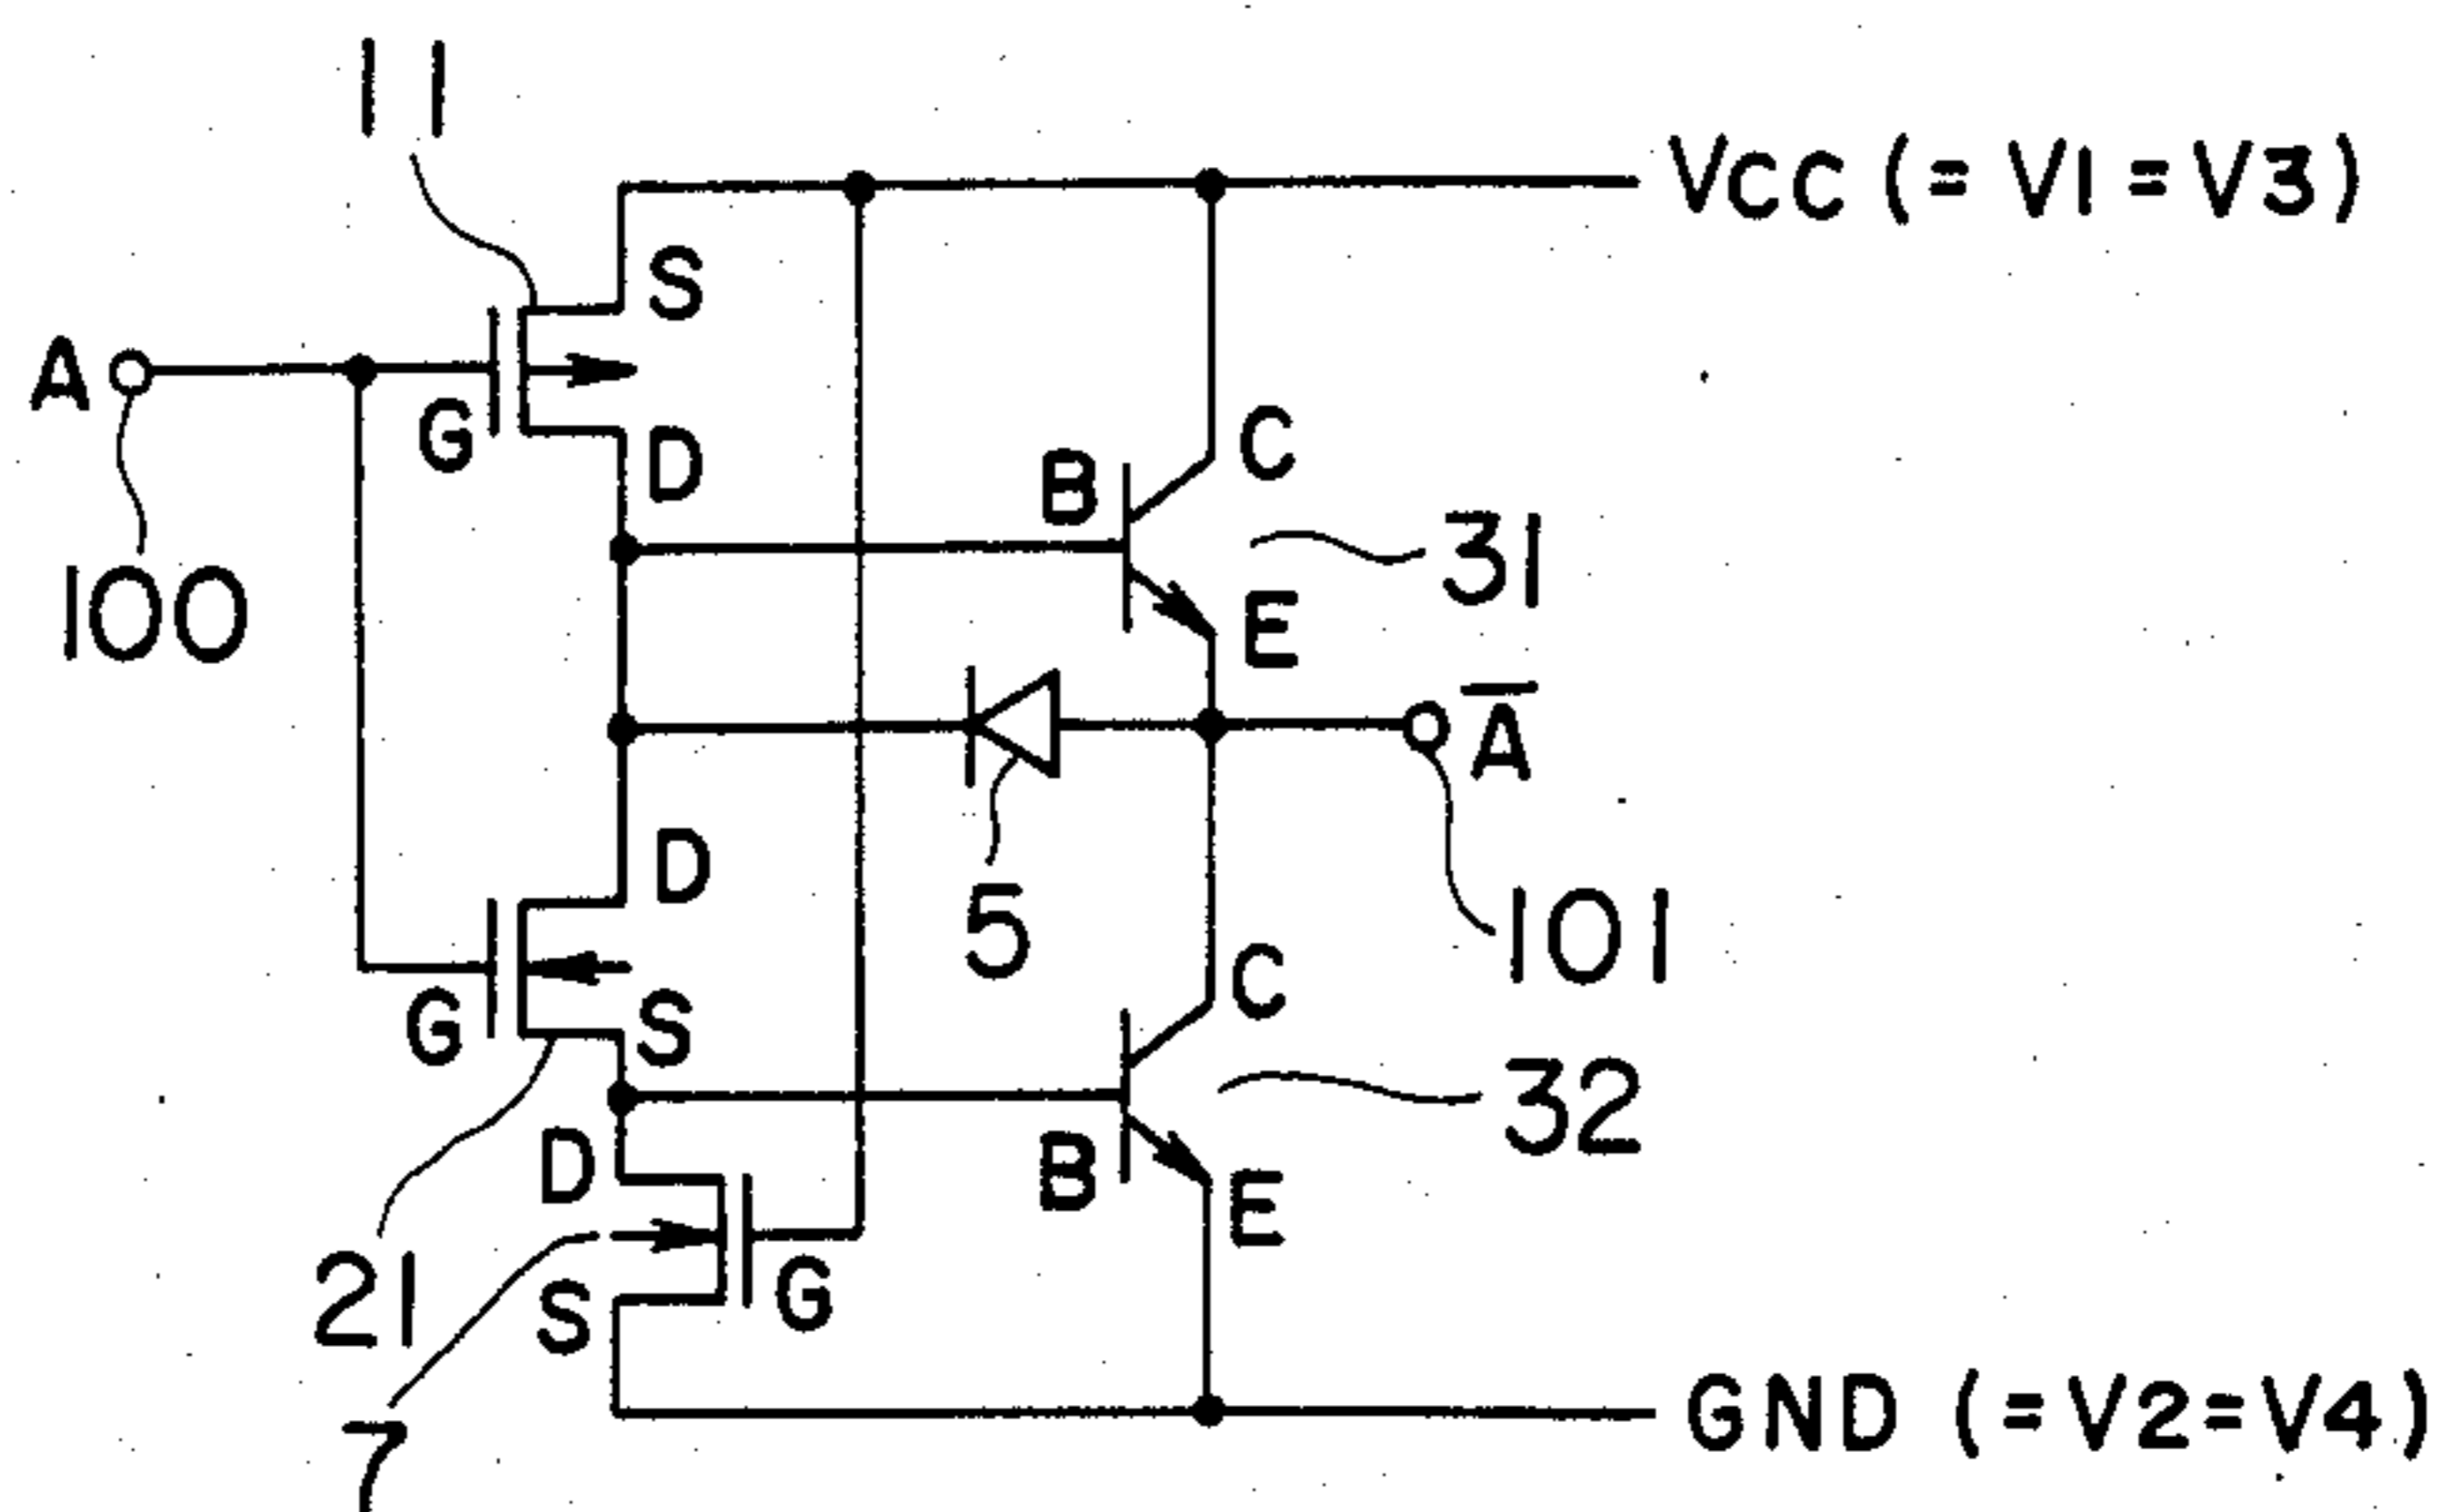 11
VCC (= V1 = V3)
S
A
G
D
C
B
31
100
E
A̅
D
5
101
C
G
S
32
D
B
E
21
S
G
7
GND (= V2 = V4)